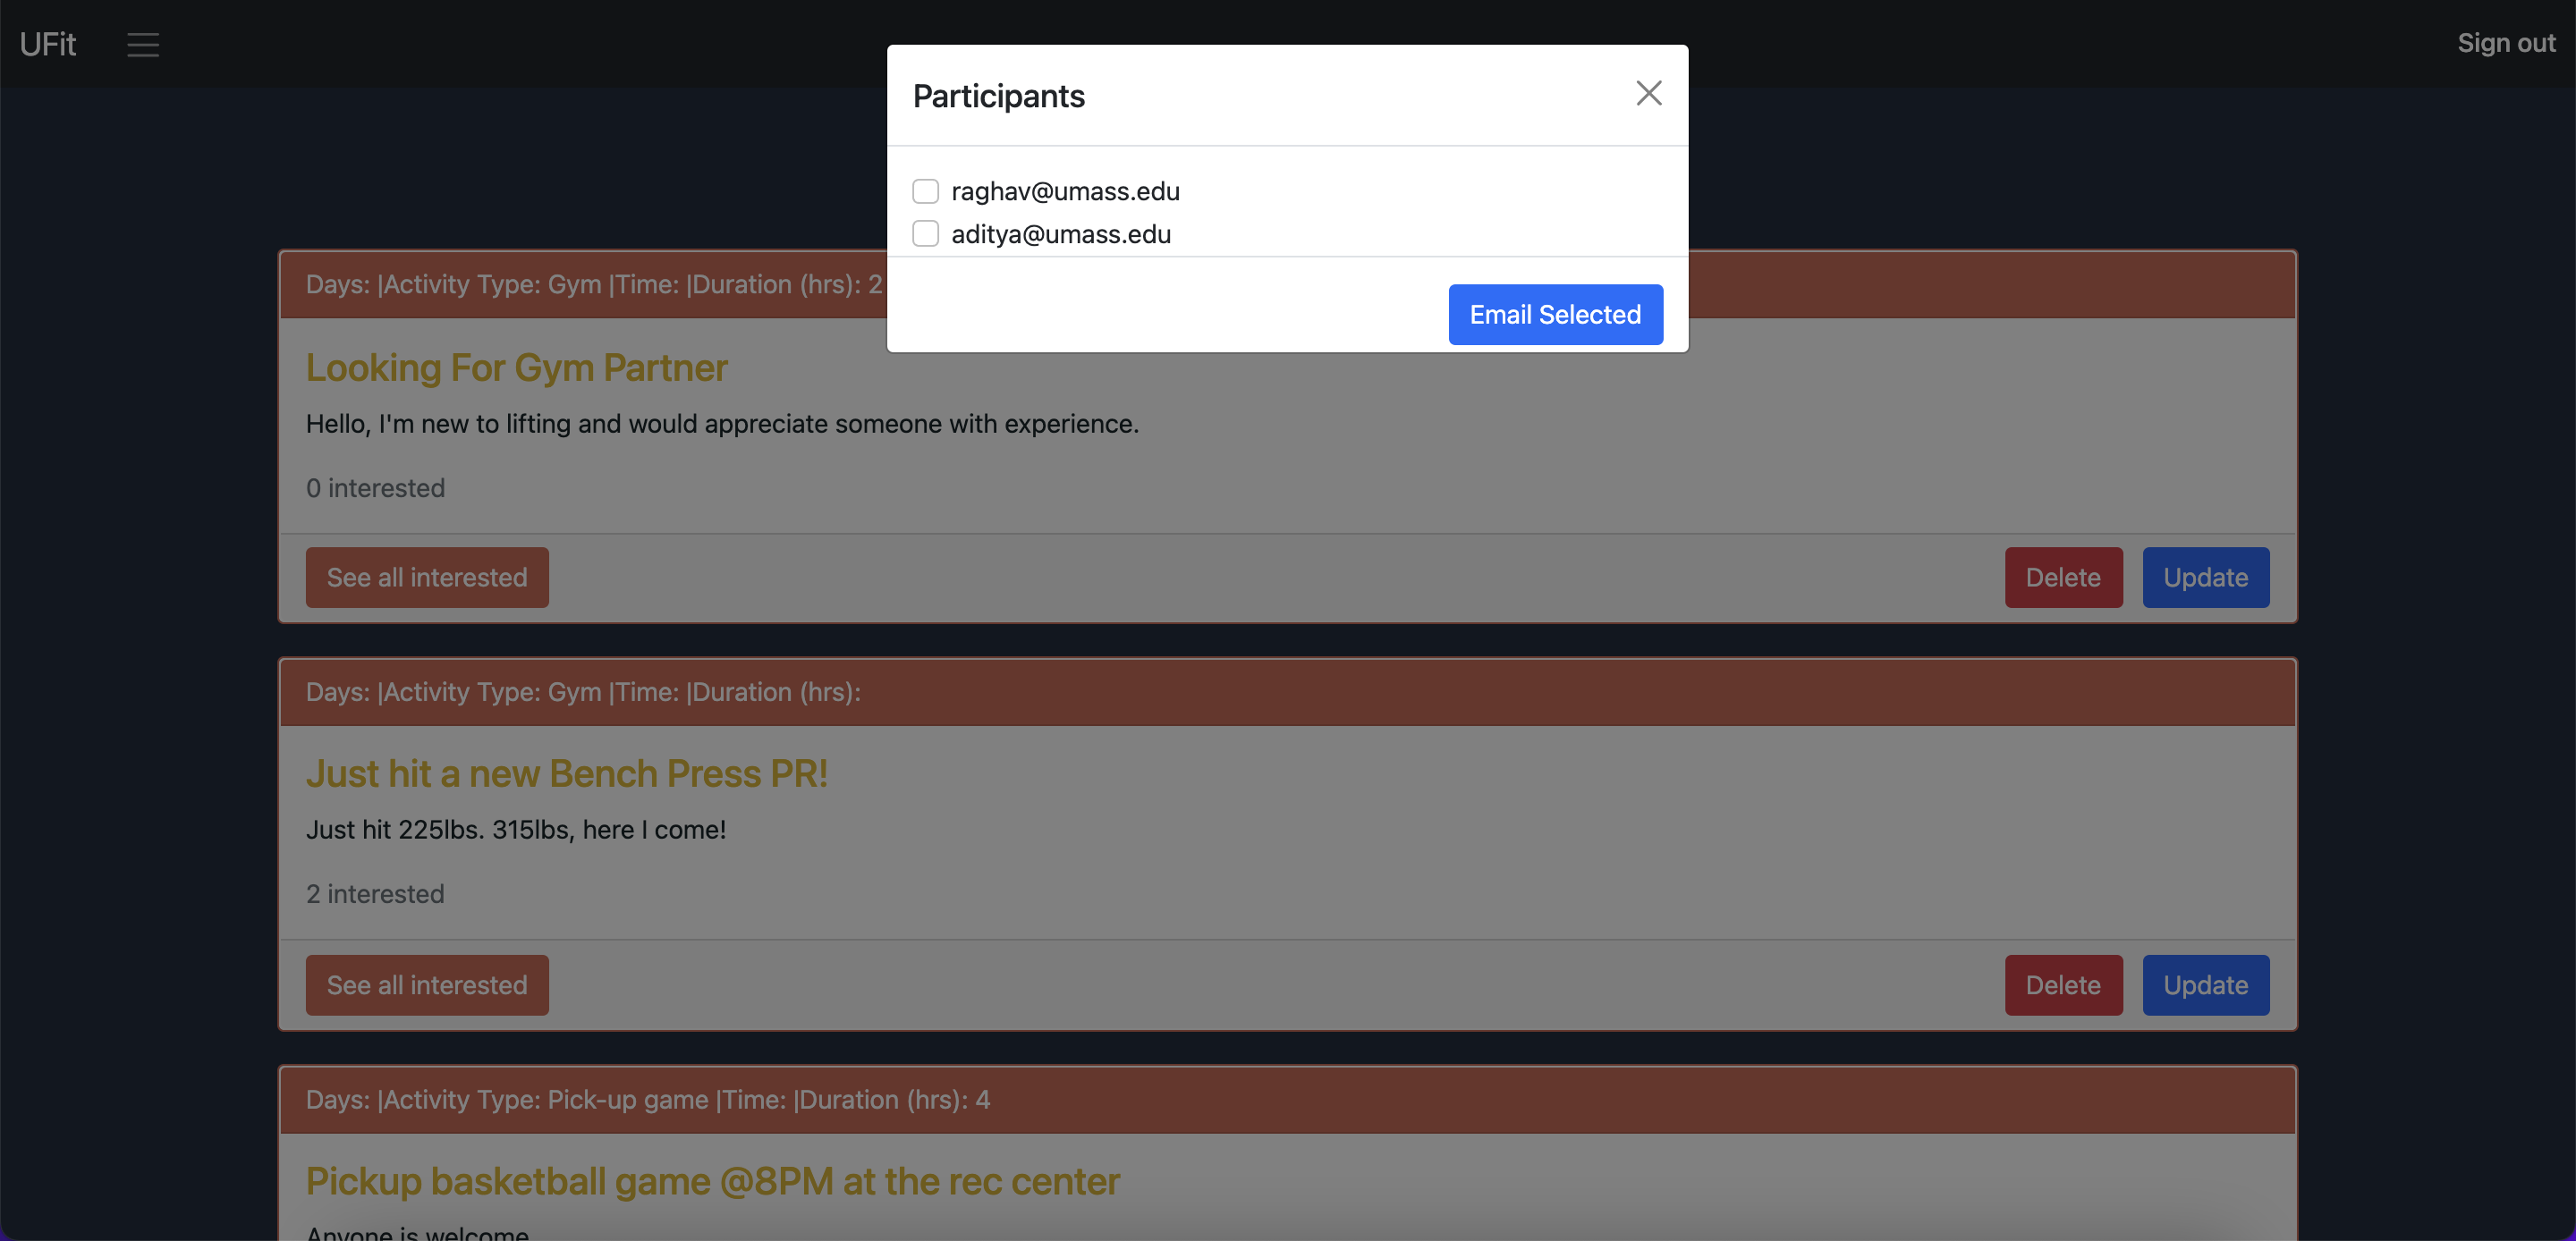 UFit
Sign out
Participants
raghav@umass.edu
aditya@umass.edu
Email Selected
Days: |Activity Type: Gym |Time: |Duration (hrs): 2
Looking For Gym Partner
Hello, I'm new to lifting and would appreciate someone with experience.
0 interested
See all interested
Delete
Update
Days: |Activity Type: Gym |Time: |Duration (hrs):
Just hit a new Bench Press PR!
Just hit 225lbs. 315lbs, here I come!
2 interested
See all interested
Delete
Update
Days: |Activity Type: Pick-up game |Time: |Duration (hrs): 4
Pickup basketball game @8PM at the rec center
Anyone is welcome